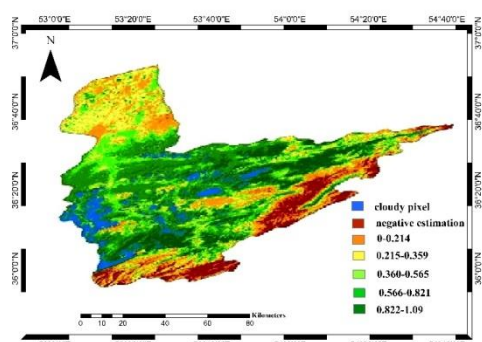 53°0'0"E 53°20'0"E 53°40'0"E 54°0'0"E 54°20'0"E 54°40'0"E
37°0'0"N
N
36°40'0"N
36°20'0"N
36°0'0"N
cloudy pixel
negative estimation
0-0.214
0.215-0.359
0.360-0.565
0.566-0.821
0.822-1.09
Kilometers
0 5 10 20 40 60 80